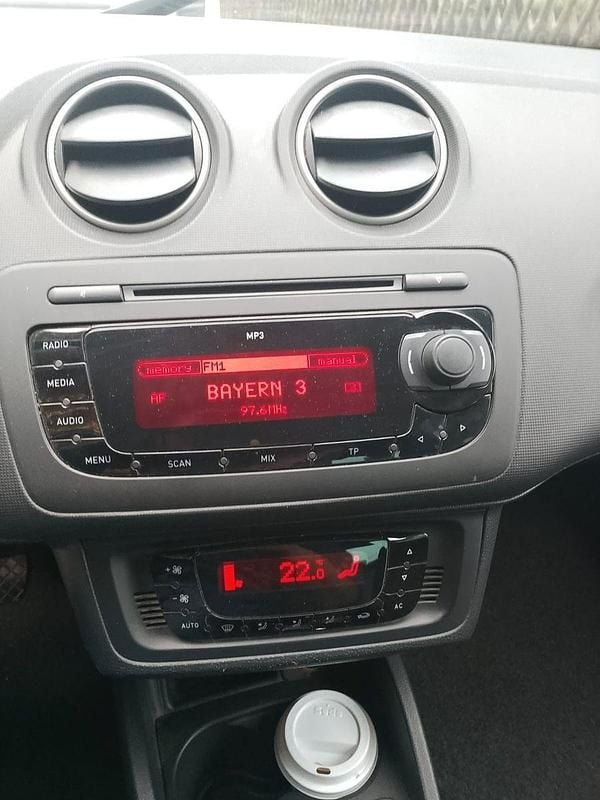 MP3
RADIO
MEDIA
AUDIO
memory FM1 manual
BAYERN 3
AF [3]
97.6MHz
MENU SCAN MIX TP
22.0 °C
AUTO AC